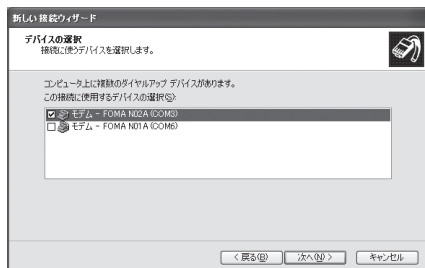 新しい接続ウィザード
デバイスの選択
接続に使うデバイスを選択します。
コンピュータ上に複数のダイヤルアップ デバイスがあります。
この接続に使用するデバイスの選択(S):
モデム - FOMA N02A (COM3)
モデム - FOMA N01A (COM6)
< 戻る(B)
次へ(N) >
キャンセル